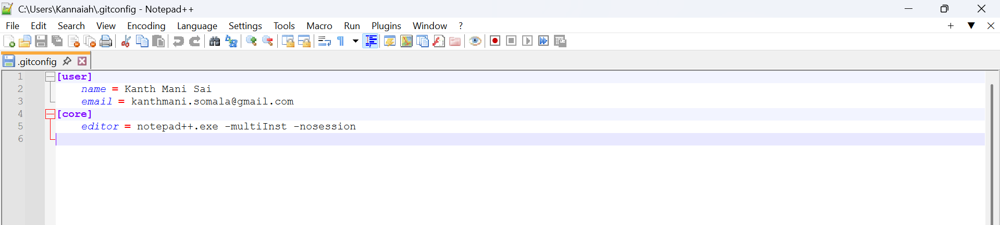 C:\Users\Kannaiah\.gitconfig - Notepad++
File Edit Search View Encoding Language Settings Tools Macro Run Plugins Window ?
.gitconfig
1 [user]
2 name = Kanth Mani Sai
3 email = kanthmani.somala@gmail.com
4 [core]
5 editor = notepad++.exe -multiInst -nosession
6